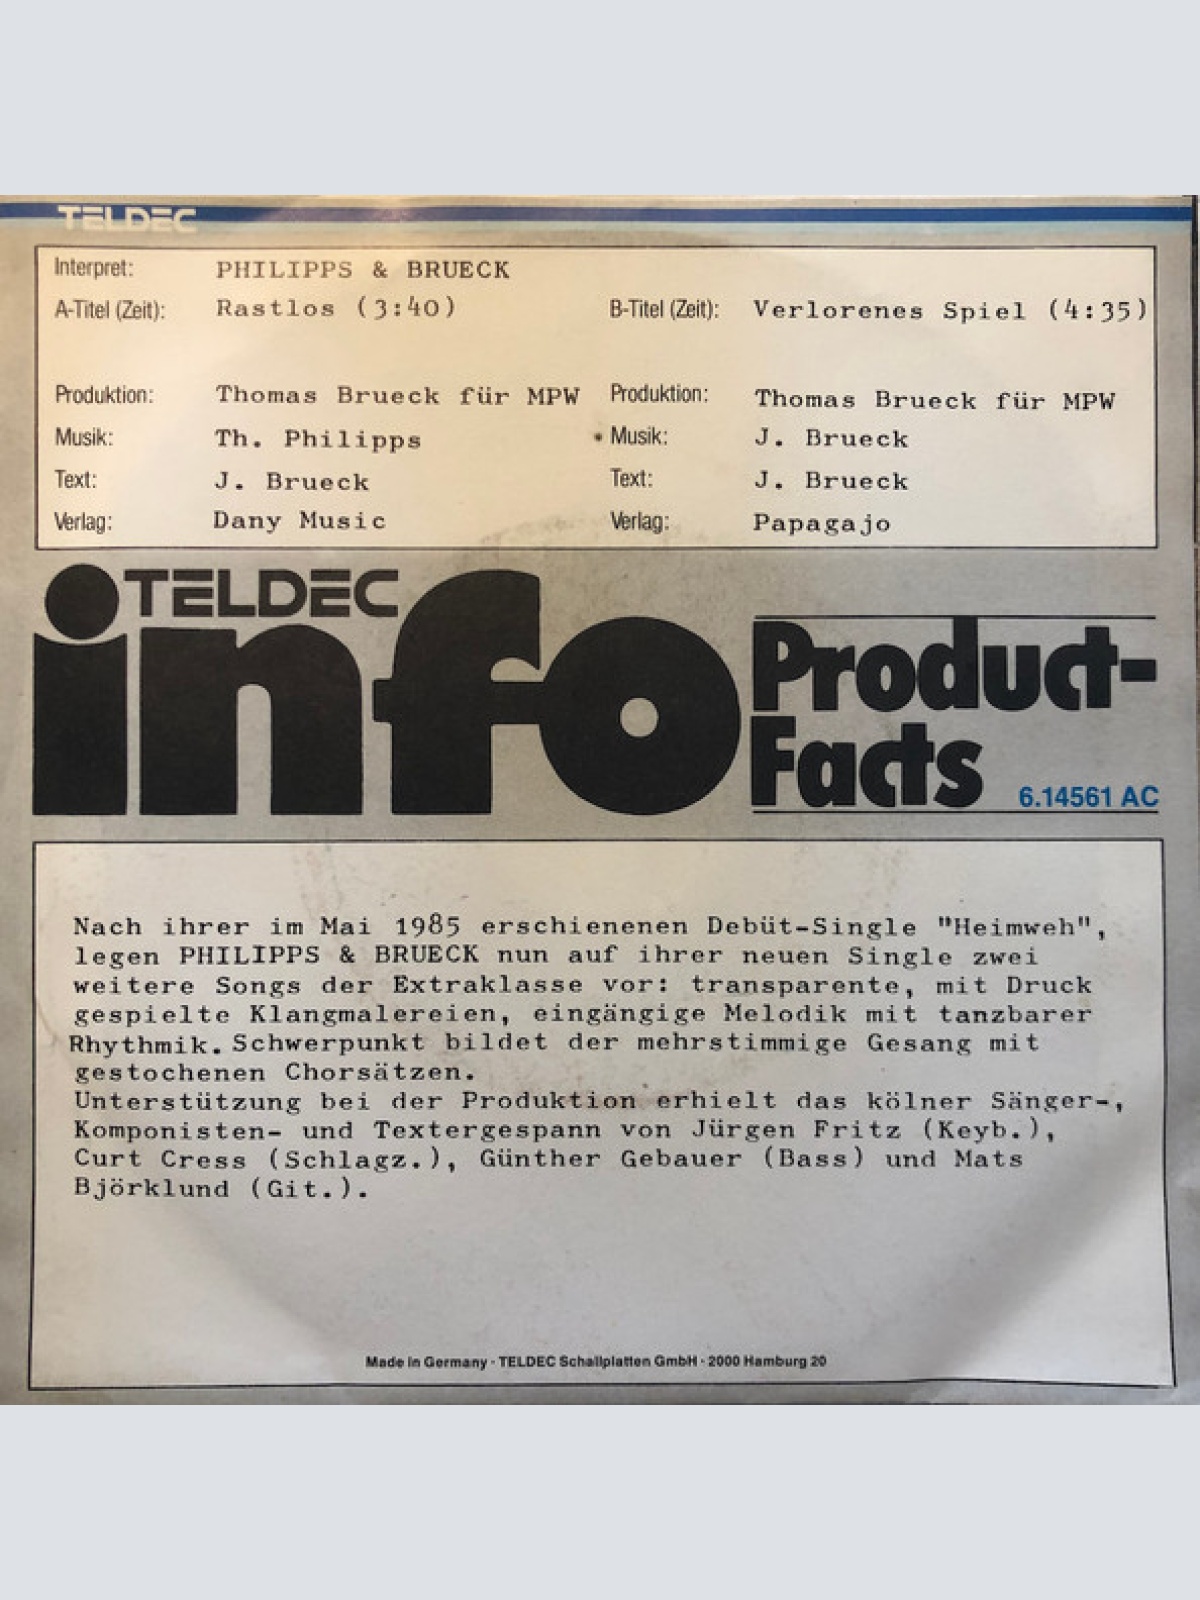 TELDEC
Interpret: PHILIPPS & BRUECK
A-Titel (Zeit): Rastlos (3:40) B-Titel (Zeit): Verlorenes Spiel (4:35)
Produktion: Thomas Brueck für MPW Produktion: Thomas Brueck für MPW
Musik: Th. Philipps Musik: J. Brueck
Text: J. Brueck Text: J. Brueck
Verlag: Dany Music Verlag: Papagajo
TELDEC
info
Product-
Facts
6.14561 AC
Nach ihrer im Mai 1985 erschienenen Debüt-Single "Heimweh",
legen PHILIPPS & BRUECK nun auf ihrer neuen Single zwei
weitere Songs der Extraklasse vor: transparente, mit Druck
gespielte Klangmalereien, eingängige Melodik mit tanzbarer
Rhythmik. Schwerpunkt bildet der mehrstimmige Gesang mit
gestochenen Chorsätzen.
Unterstützung bei der Produktion erhielt das kölner Sänger-,
Komponisten- und Textergespann von Jürgen Fritz (Keyb.),
Curt Cress (Schlagz.), Günther Gebauer (Bass) und Mats
Björklund (Git.).
Made in Germany · TELDEC Schallplatten GmbH · 2000 Hamburg 20